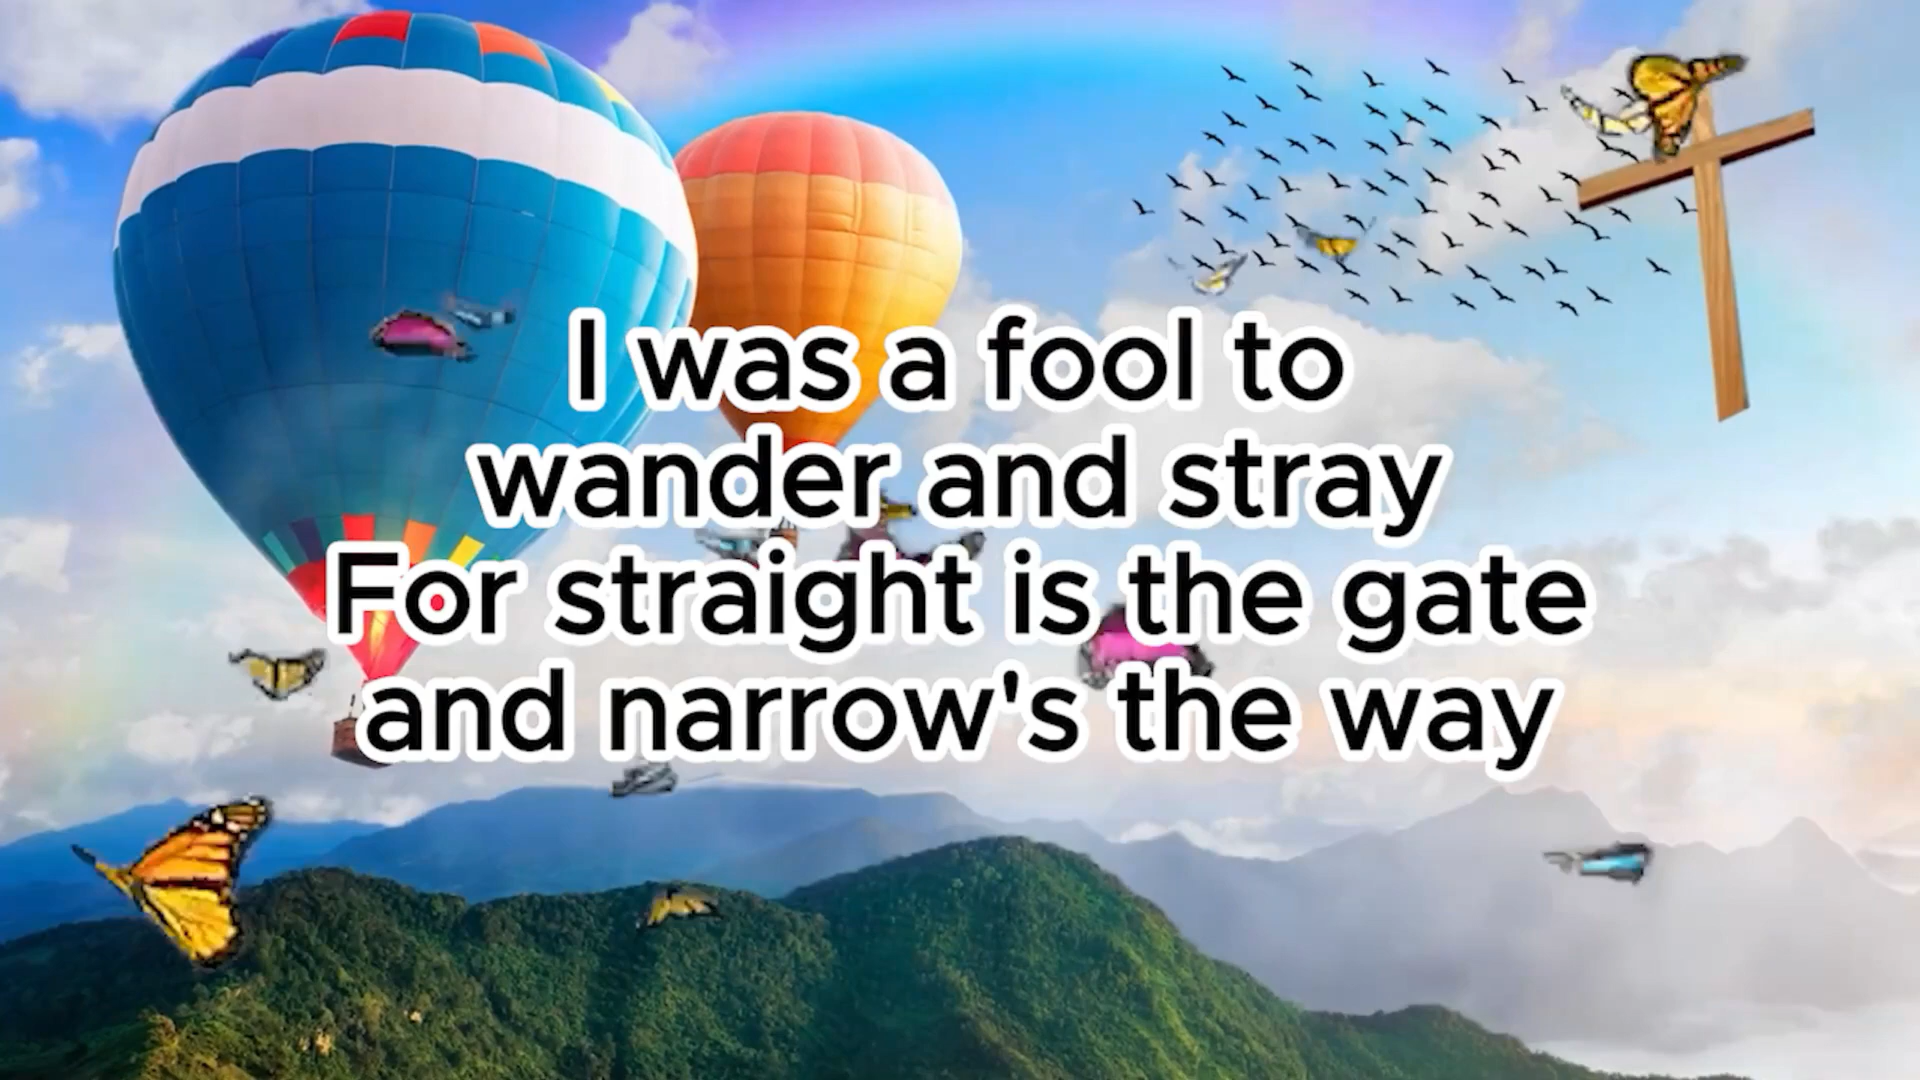 I was a fool to
wander and stray
For straight is the gate
and narrow's the way